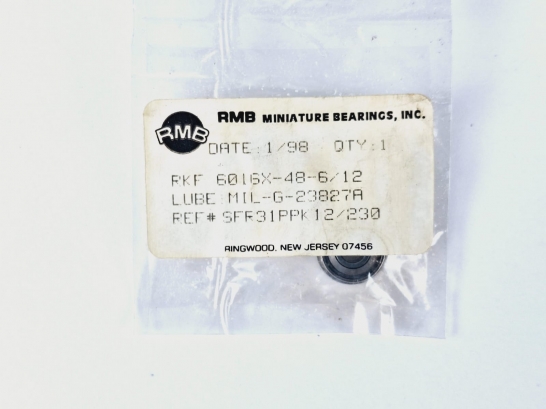 RMB
RMB MINIATURE BEARINGS, INC.
DATE:1/98 QTY:1
RKF 6016X-48-6/12
LUBE:MIL-G-23827A
REF# SFR31PPK12/230
RINGWOOD, NEW JERSEY 07456